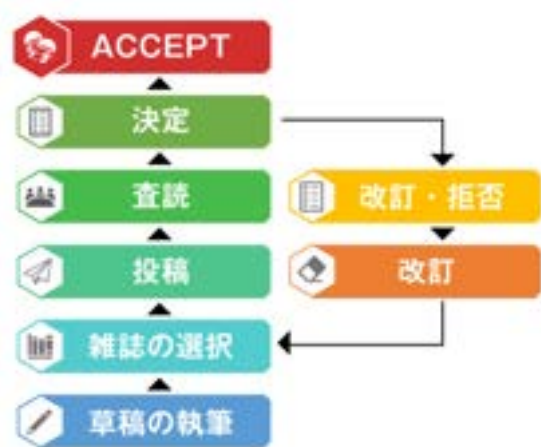 ACCEPT
決定
査読
改訂・拒否
投稿
改訂
雑誌の選択
草稿の執筆